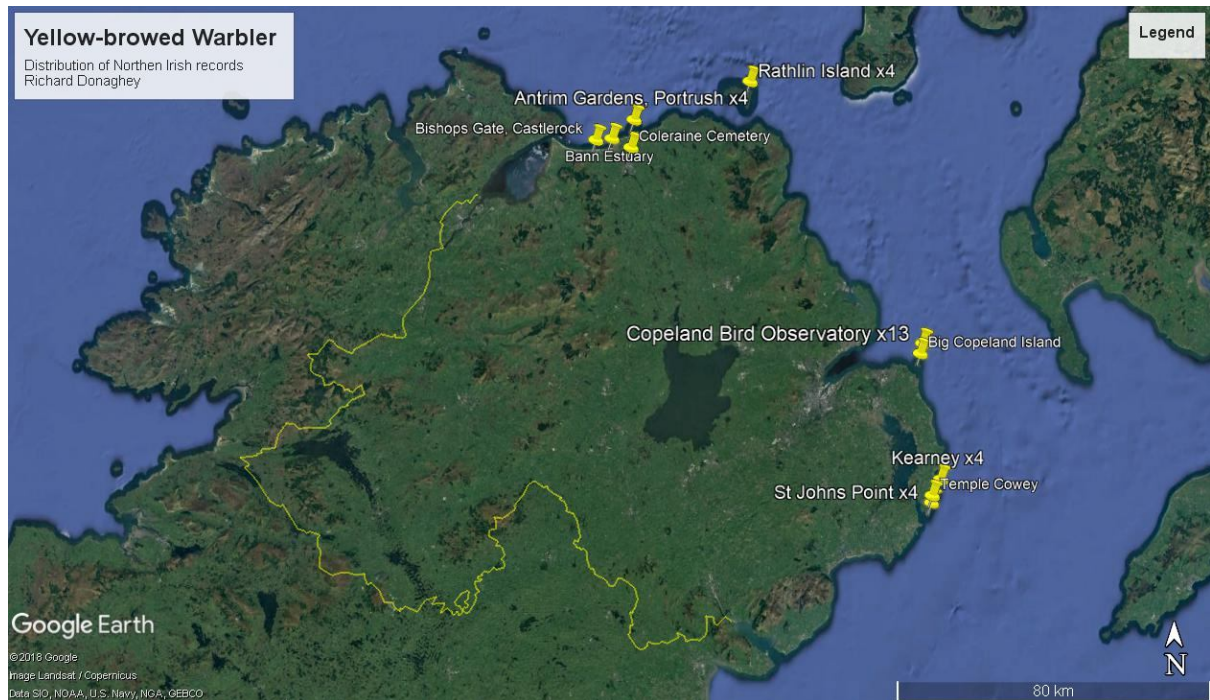 Yellow-browed Warbler
Distribution of Northen Irish records
Richard Donaghey
Legend
Rathlin Island x4
Antrim Gardens, Portrush x4
Bishops Gate, Castlerock
Coleraine Cemetery
Bann Estuary
Copeland Bird Observatory x13
Big Copeland Island
Kearney x4
Temple Cowey
St Johns Point x4
Google Earth
©2018 Google
Image Landsat / Copernicus
Data SIO, NOAA, U.S. Navy, NGA, GEBCO
N
80 km